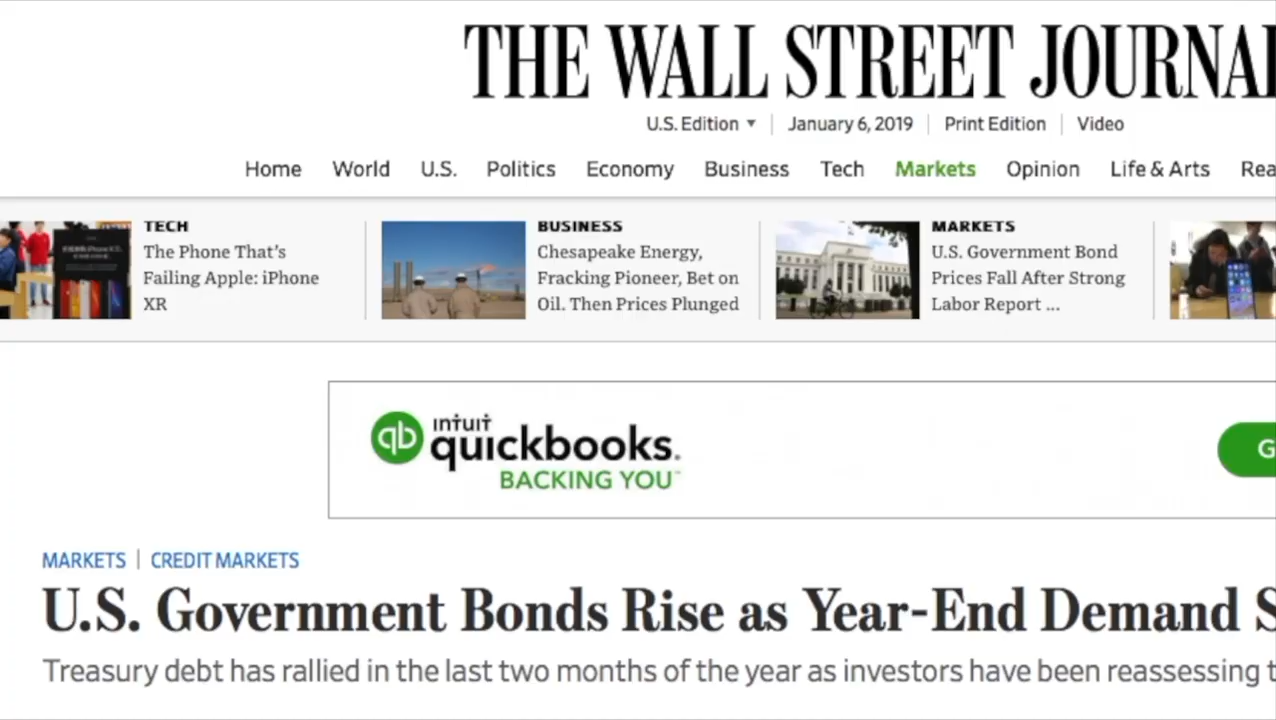 THE WALL STREET JOURNAL
U.S. Edition ▼ | January 6, 2019 | Print Edition | Video
Home World U.S. Politics Economy Business Tech Markets Opinion Life & Arts Rea
TECH
The Phone That's
Failing Apple: iPhone
XR
BUSINESS
Chesapeake Energy,
Fracking Pioneer, Bet on
Oil. Then Prices Plunged
MARKETS
U.S. Government Bond
Prices Fall After Strong
Labor Report ...
qb intuit
quickbooks.
BACKING YOU™
G
MARKETS | CREDIT MARKETS
U.S. Government Bonds Rise as Year-End Demand S
Treasury debt has rallied in the last two months of the year as investors have been reassessing t